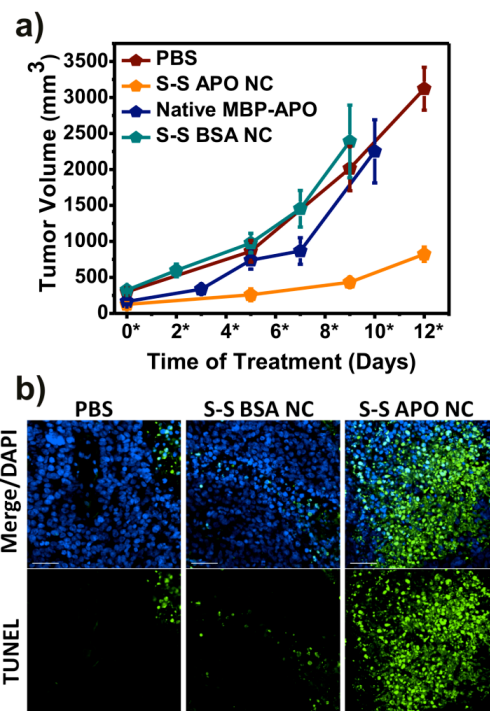 a)
Tumor Volume (mm³)
3500
3000
2500
2000
1500
1000
500
0
PBS
S-S APO NC
Native MBP-APO
S-S BSA NC
0* 2* 4* 6* 8* 10* 12*
Time of Treatment (Days)
b)
PBS S-S BSA NC S-S APO NC
Merge/DAPI
TUNEL